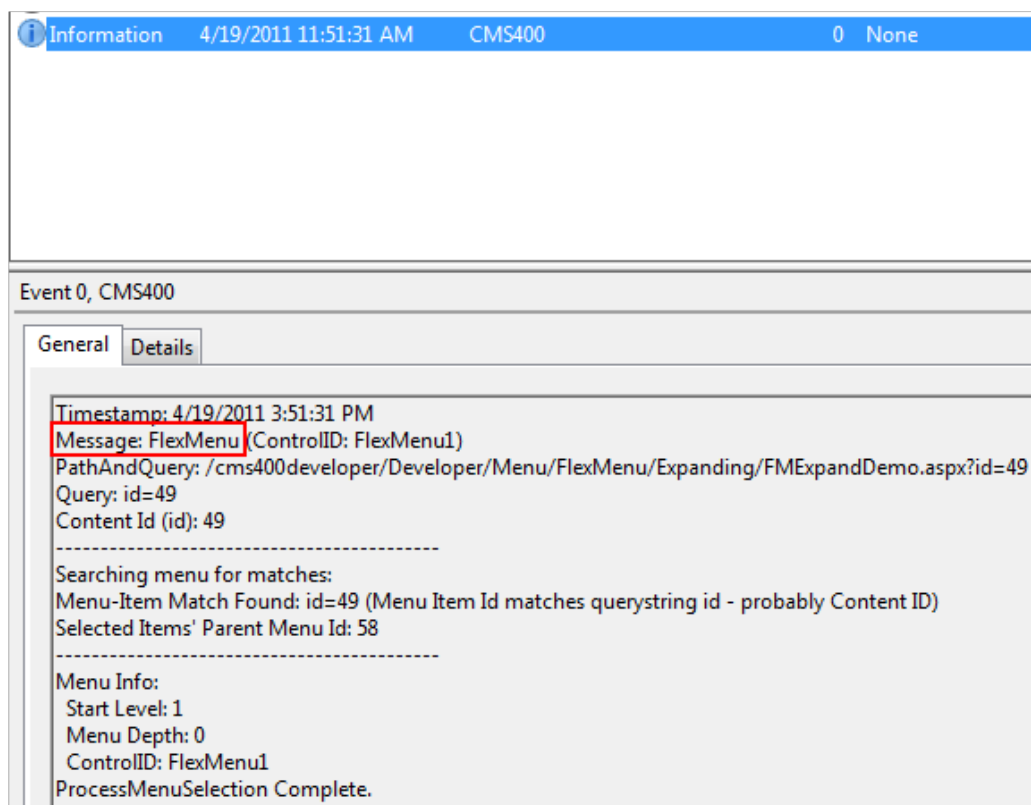 Information 4/19/2011 11:51:31 AM CMS400 0 None
Event 0, CMS400
General Details
Timestamp: 4/19/2011 3:51:31 PM
Message: FlexMenu (ControlID: FlexMenu1)
PathAndQuery: /cms400developer/Developer/Menu/FlexMenu/Expanding/FMExpandDemo.aspx?id=49
Query: id=49
Content Id (id): 49
-------------------------------------------
Searching menu for matches:
Menu-Item Match Found: id=49 (Menu Item Id matches querystring id - probably Content ID)
Selected Items' Parent Menu Id: 58
-------------------------------------------
Menu Info:
Start Level: 1
Menu Depth: 0
ControlID: FlexMenu1
ProcessMenuSelection Complete.